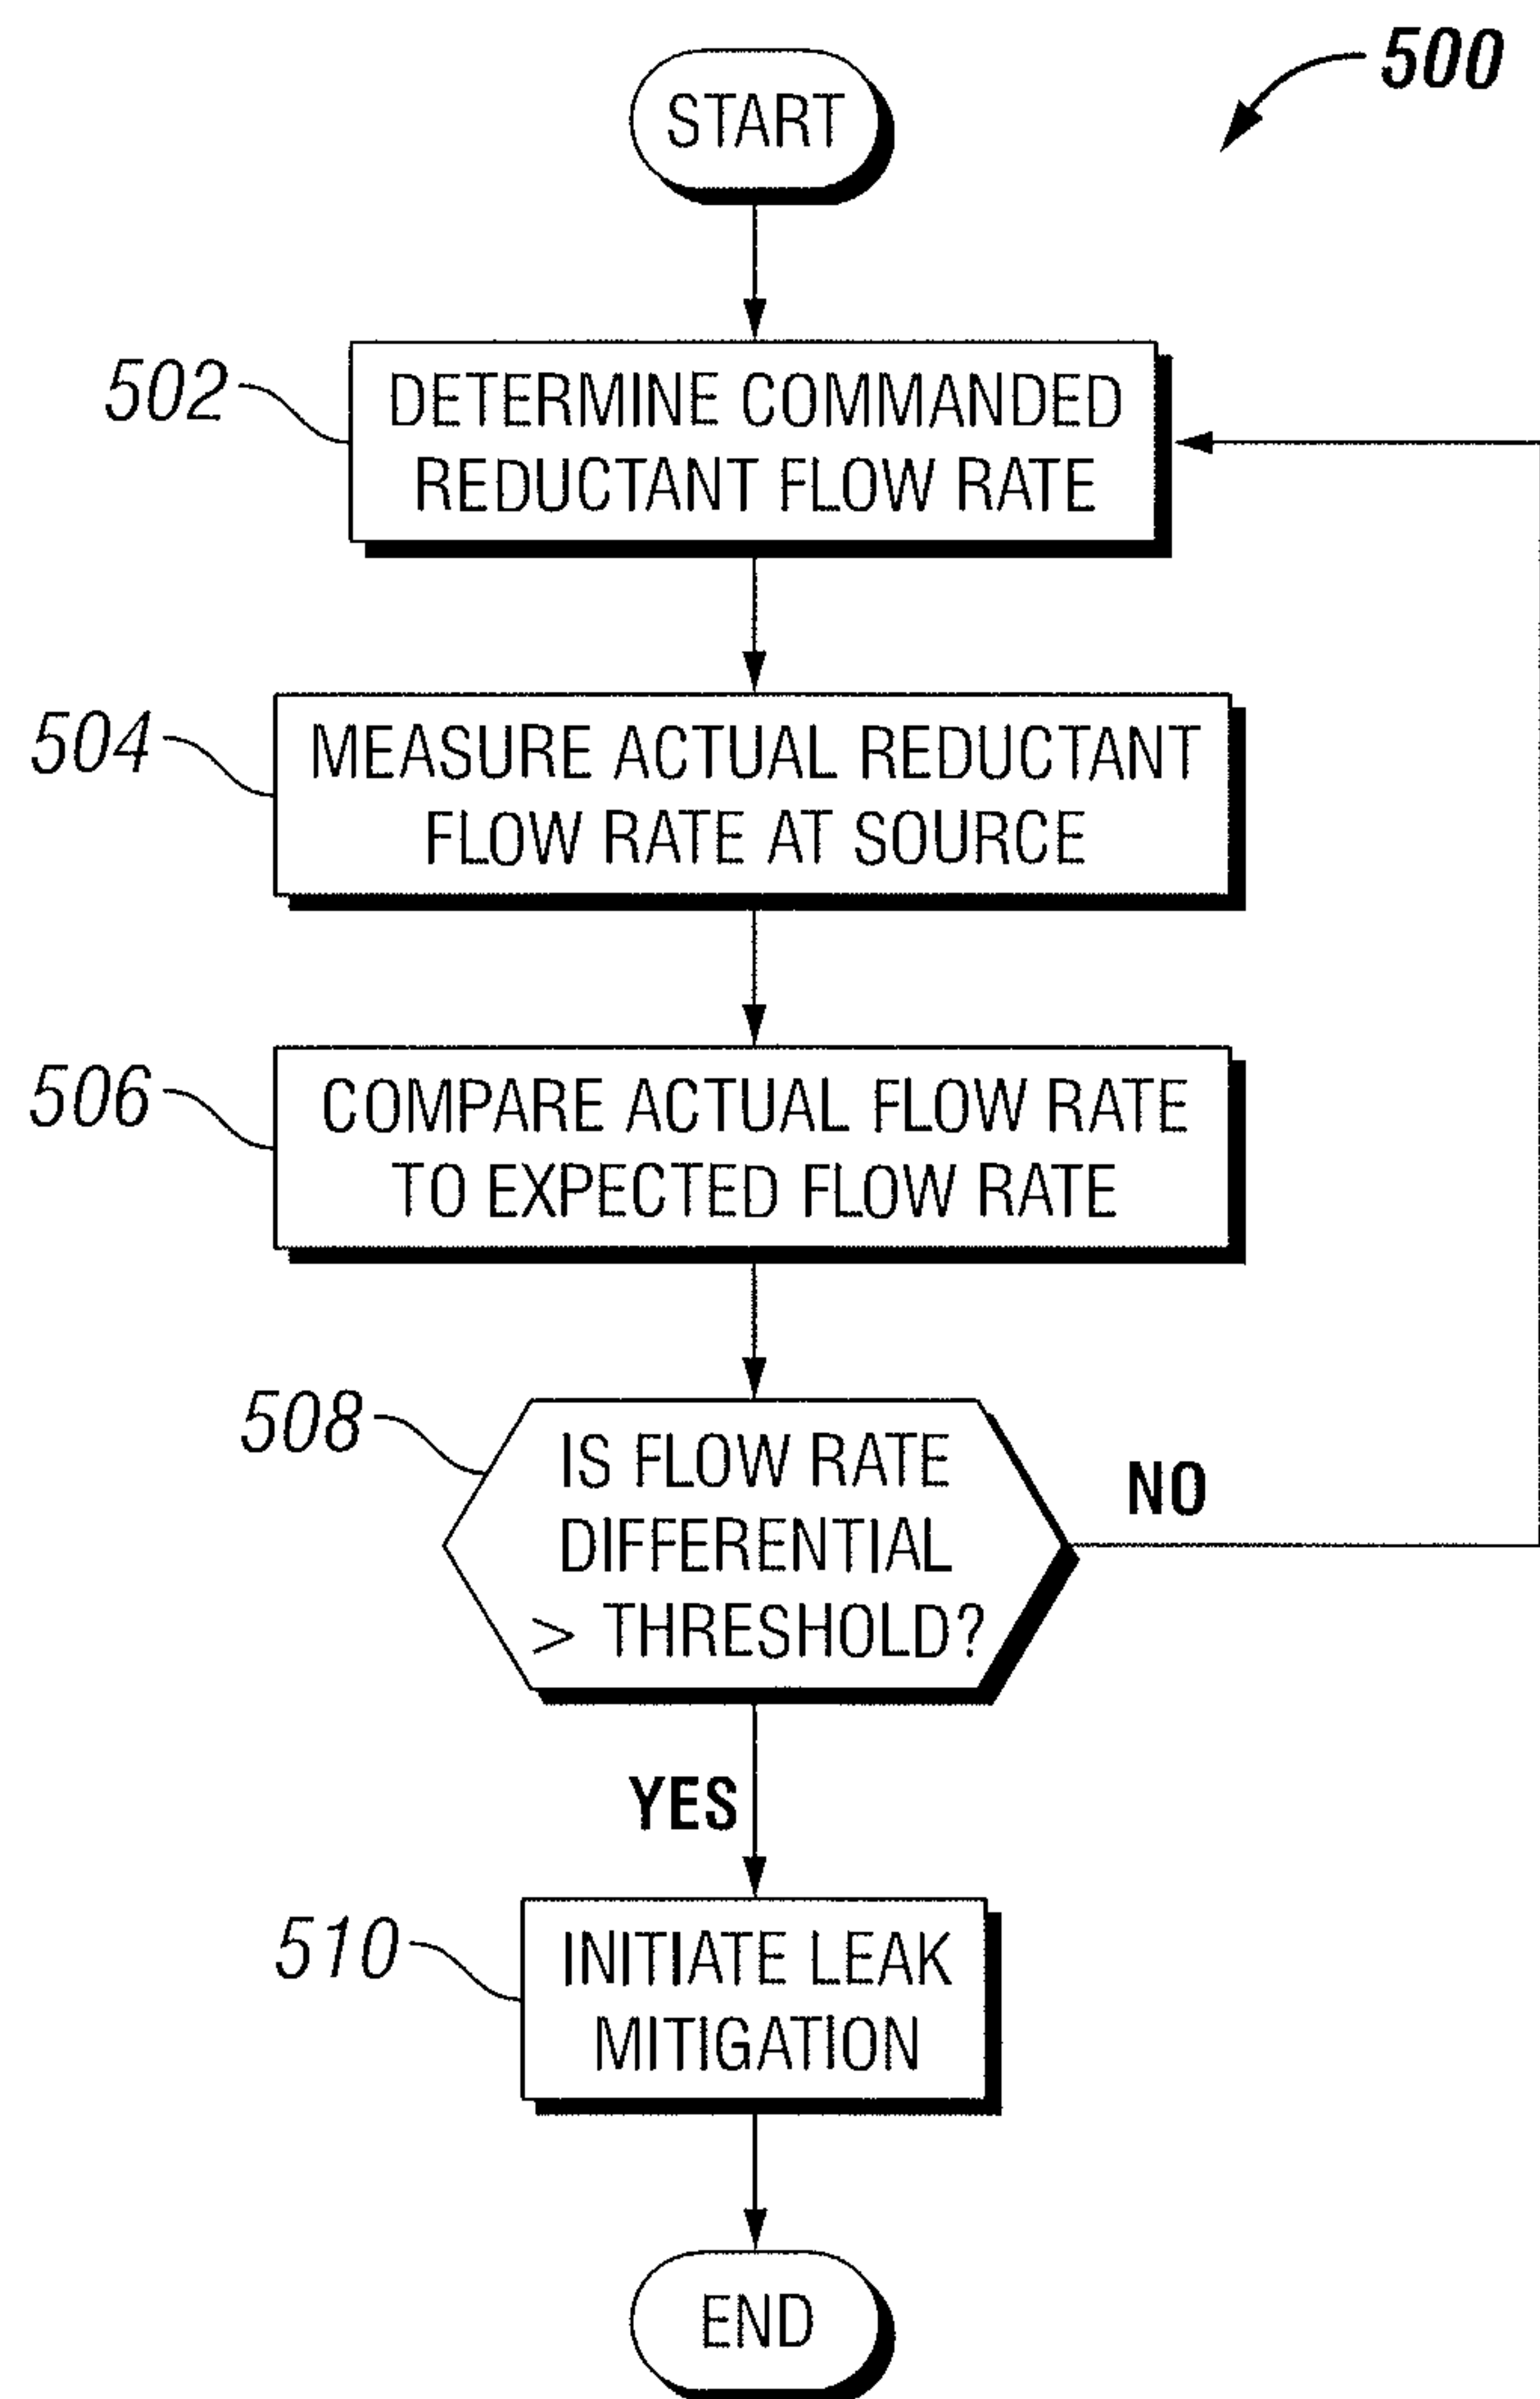 500
START
502
DETERMINE COMMANDED
REDUCTANT FLOW RATE
504
MEASURE ACTUAL REDUCTANT
FLOW RATE AT SOURCE
506
COMPARE ACTUAL FLOW RATE
TO EXPECTED FLOW RATE
508
IS FLOW RATE
DIFFERENTIAL
> THRESHOLD?
NO
YES
510
INITIATE LEAK
MITIGATION
END